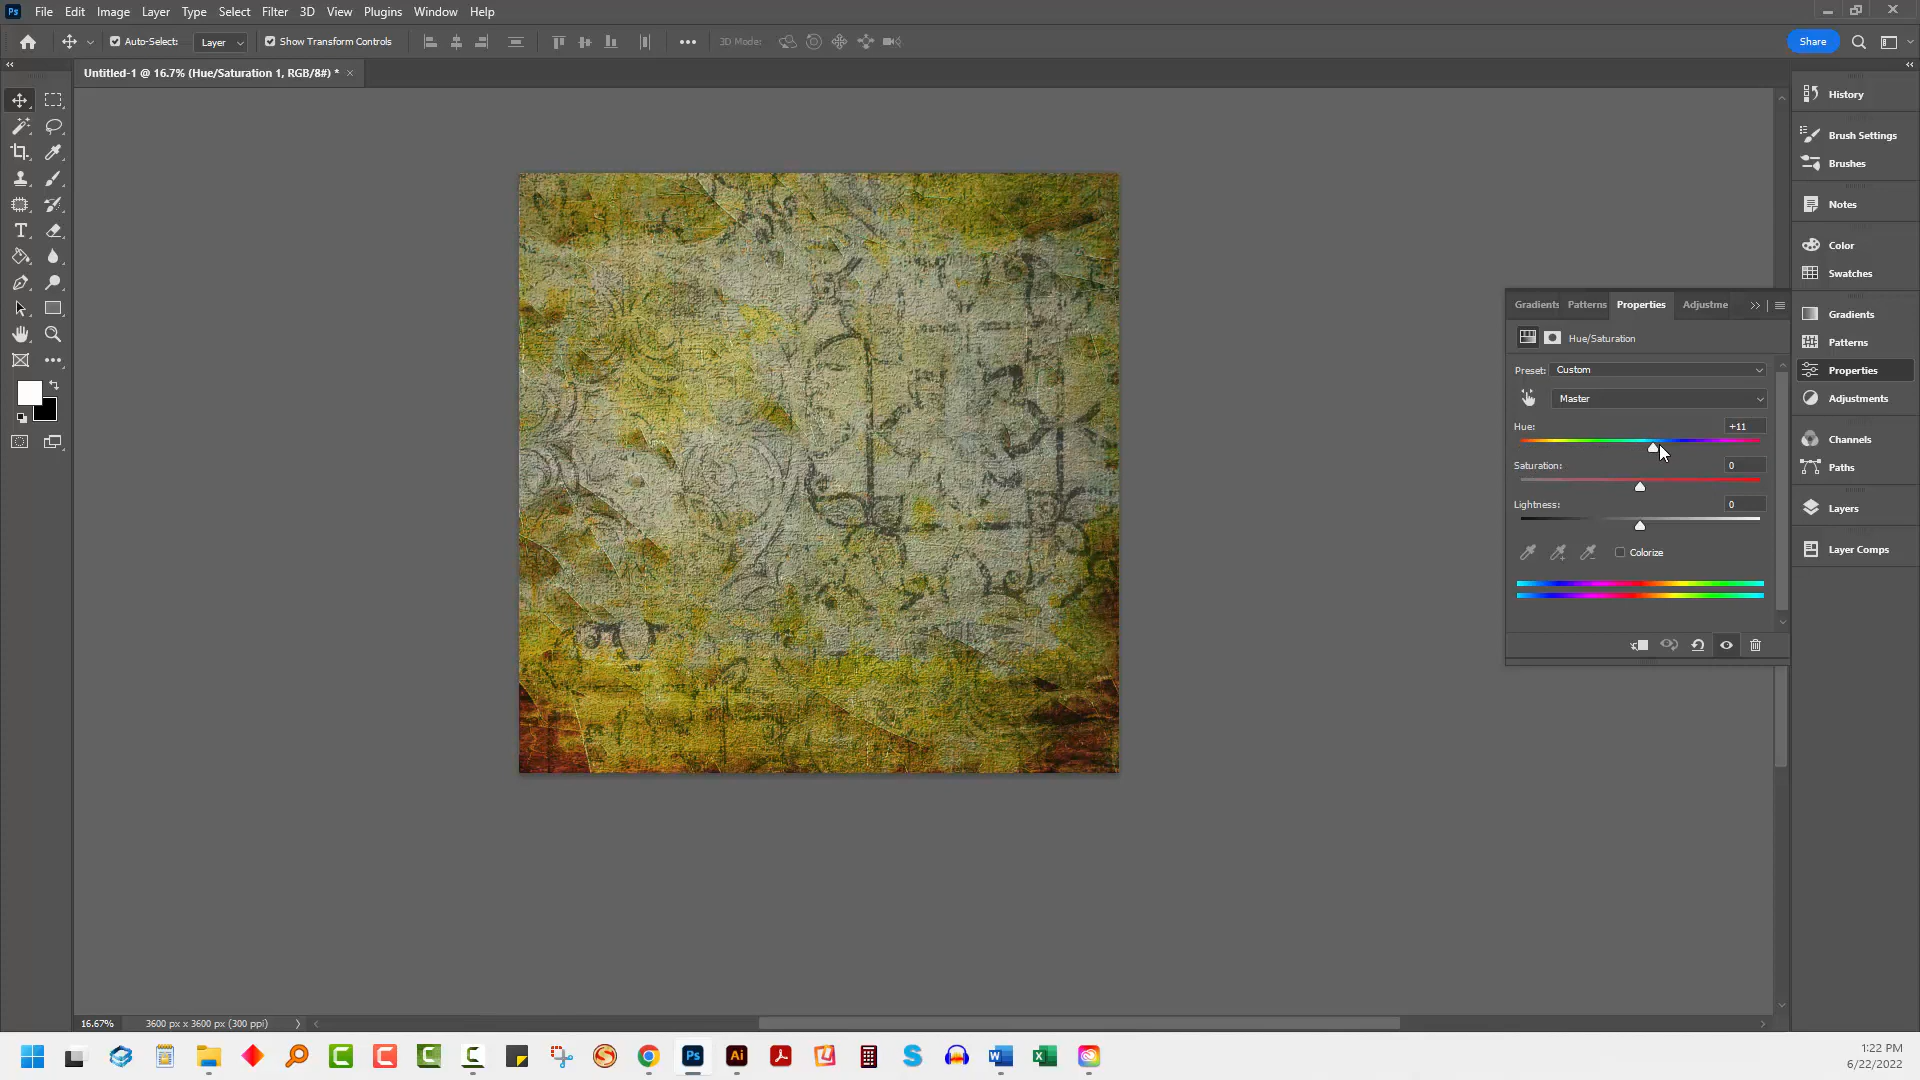 Ps File Edit Image Layer Type Select Filter 3D View Plugins Window Help
Auto-Select: Layer Show Transform Controls 3D Mode: Share
Untitled-1 @ 16.7% (Hue/Saturation 1, RGB/8#) *
History
Brush Settings
Brushes
Notes
Color
Swatches
Gradients
Patterns
Properties
Adjustments
Channels
Paths
Layers
Layer Comps
Gradients Patterns Properties Adjustme
Hue/Saturation
Preset: Custom
Master
Hue: +11
Saturation: 0
Lightness: 0
Colorize
16.67% 3600 px x 3600 px (300 ppi)
Ps Ai
1:22 PM
6/22/2022